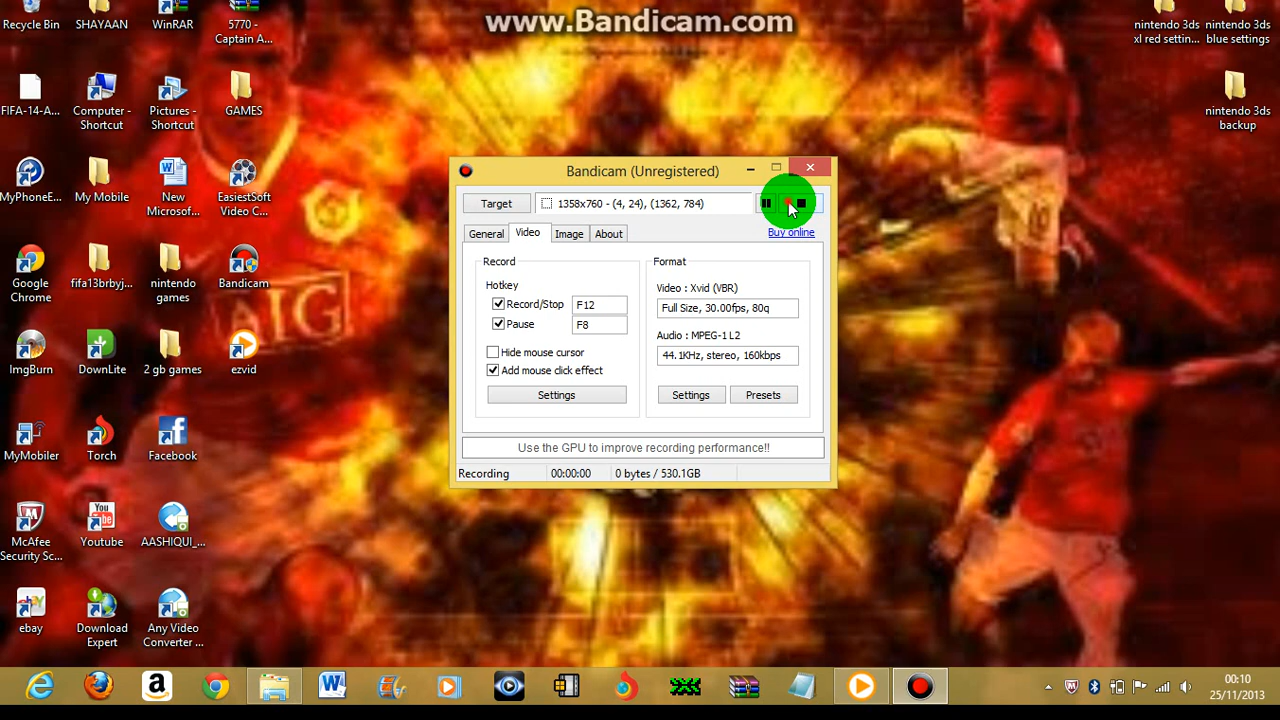 www.Bandicam.com
Recycle Bin
SHAYAAN
WinRAR
5770 -
Captain A...
nintendo 3ds
xl red settin...
nintendo 3ds
blue settings
FIFA-14-A...
Computer -
Shortcut
Pictures -
Shortcut
GAMES
nintendo 3ds
backup
MyPhoneE...
My Mobile
New
Microsof...
EasiestSoft
Video C...
Google
Chrome
fifa13brbyj...
nintendo
games
Bandicam
ImgBurn
DownLite
2 gb games
ezvid
MyMobiler
Torch
Facebook
McAfee
Security Sc...
You
Tube
Youtube
AASHIQUI_...
ebay
ebay
Download
Expert
Any Video
Converter ...
AIG
Bandicam (Unregistered)
Target
1358x760 - (4, 24), (1362, 784)
General
Video
Image
About
Buy online
Record
Hotkey
Record/Stop
F12
Pause
F8
Hide mouse cursor
Add mouse click effect
Settings
Format
Video : Xvid (VBR)
Full Size, 30.00fps, 80q
Audio : MPEG-1 L2
44.1KHz, stereo, 160kbps
Settings
Presets
Use the GPU to improve recording performance!!
Recording
00:00:00
0 bytes / 530.1GB
00:10
25/11/2013